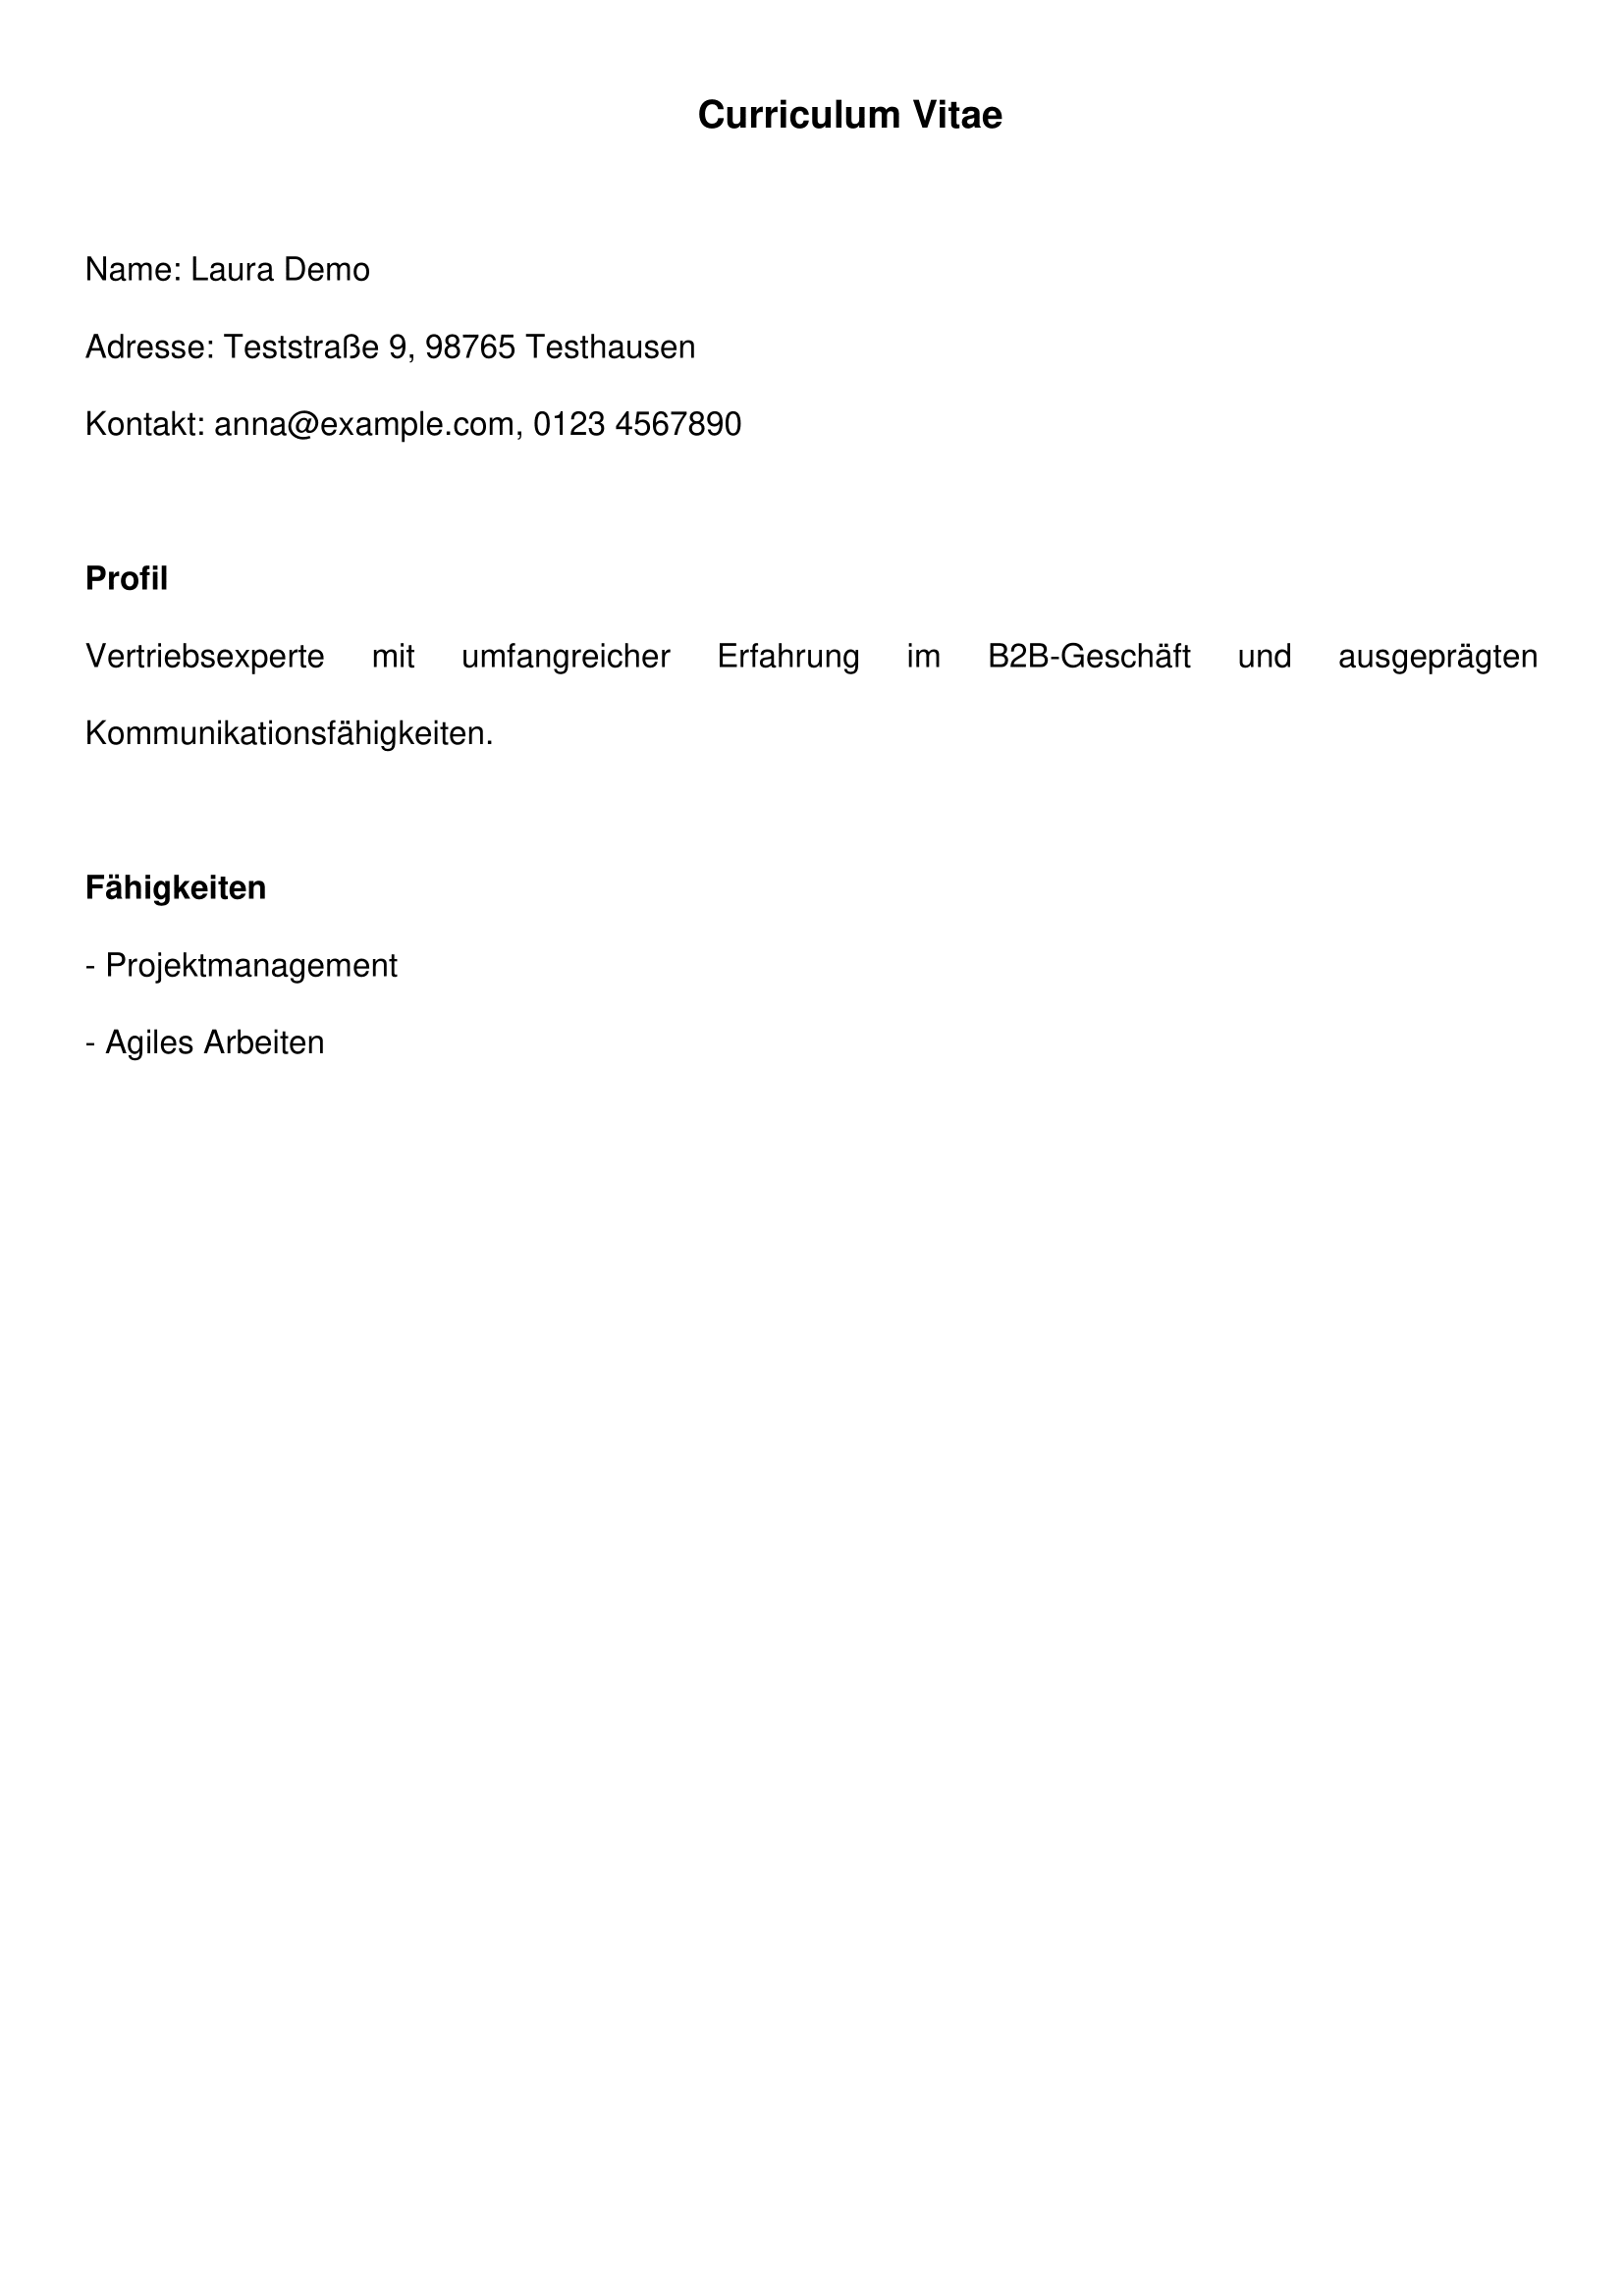 Curriculum Vitae
Name: Laura Demo
Adresse: Teststraße 9, 98765 Testhausen
Kontakt: anna@example.com, 0123 4567890
Profil
Vertriebsexperte mit umfangreicher Erfahrung im B2B-Geschäft und ausgeprägten
Kommunikationsfähigkeiten.
Fähigkeiten
- Projektmanagement
- Agiles Arbeiten